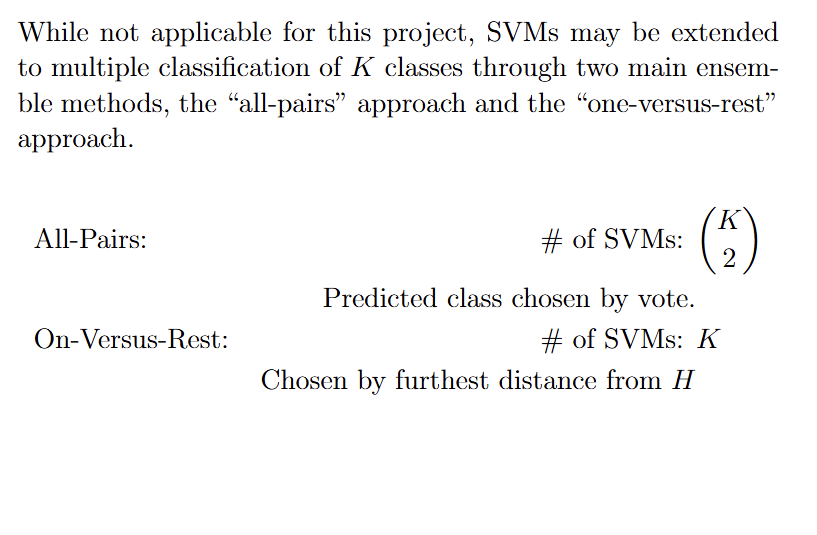 While not applicable for this project, SVMs may be extended
to multiple classification of K classes through two main ensem-
ble methods, the “all-pairs” approach and the “one-versus-rest”
approach.
All-Pairs: # of SVMs: (K 2)
Predicted class chosen by vote.
On-Versus-Rest: # of SVMs: K
Chosen by furthest distance from H